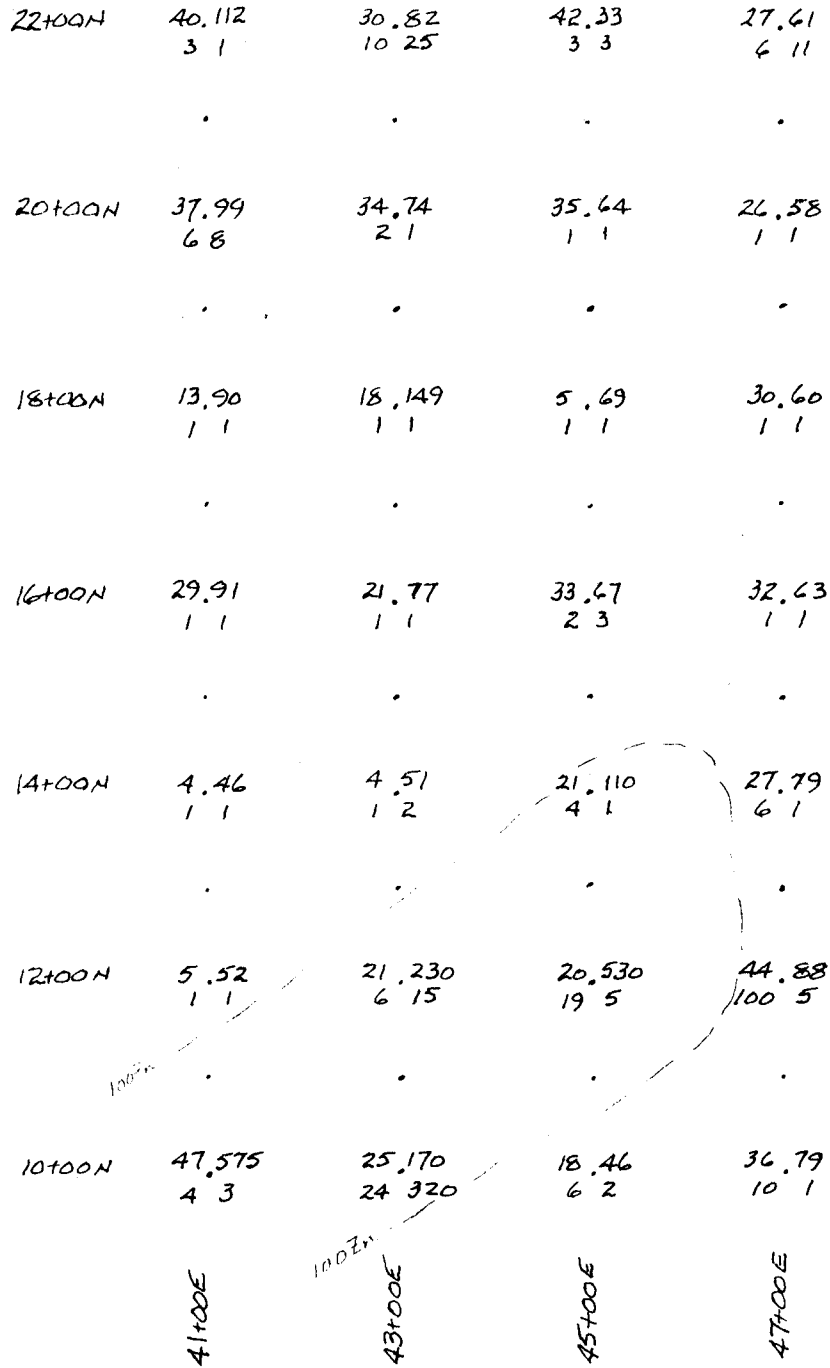 22+00N 40.112 30.82 42.33 27.61
3 1 10 25 3 3 6 11
20+00N 37.99 34.74 35.64 26.58
6 8 2 1 1 1 1 1
18+00N 13.90 18.149 5.69 30.60
1 1 1 1 1 1 1 1
16+00N 29.91 21.77 33.67 32.63
1 1 1 1 2 3 1 1
14+00N 4.46 4.51 21.110 27.79
1 1 1 2 4 1 6 1
12+00N 5.52 21.230 20.530 44.88
1 1 6 15 19 5 100 5
100Zn
10+00N 47.575 25.170 18.46 36.79
4 3 24 320 6 2 10 1
100Zn
41+00E 43+00E 45+00E 47+00E